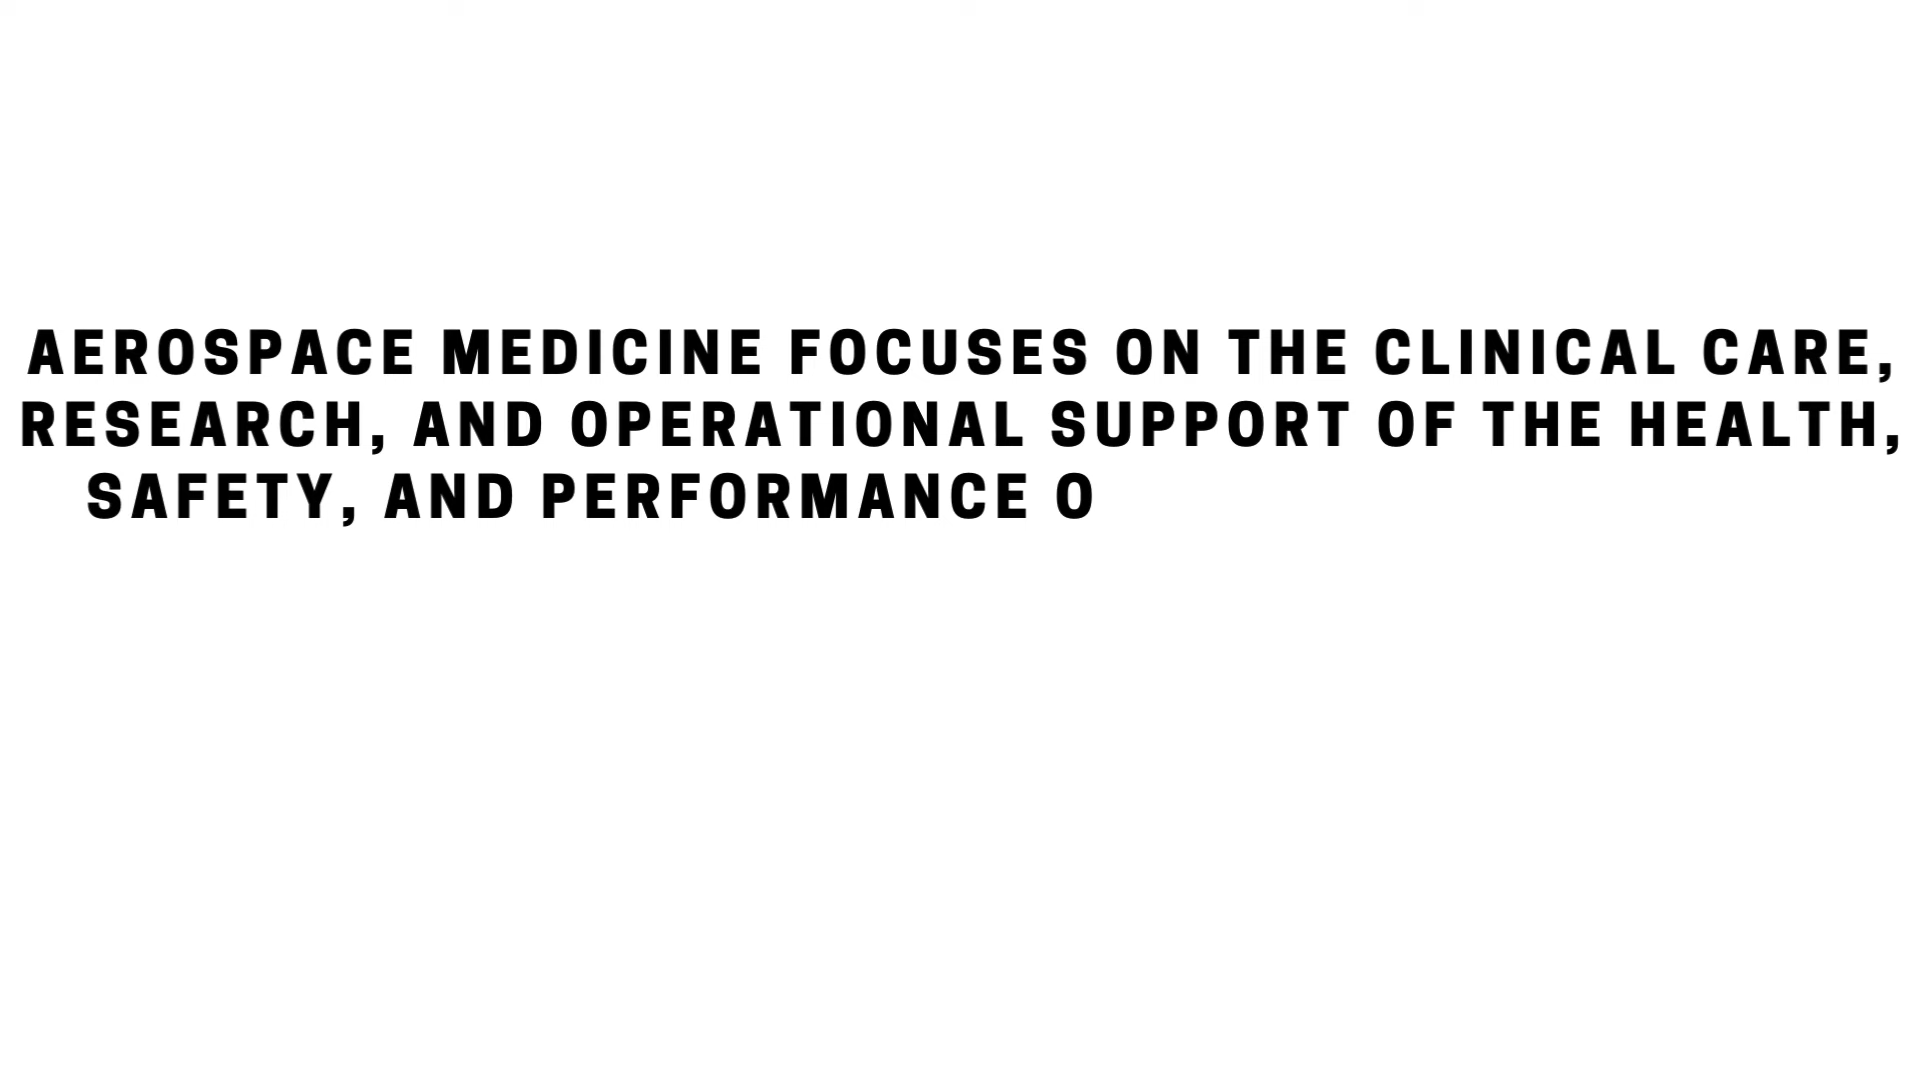 AEROSPACE MEDICINE FOCUSES ON THE CLINICAL CARE,
RESEARCH, AND OPERATIONAL SUPPORT OF THE HEALTH,
SAFETY, AND PERFORMANCE O